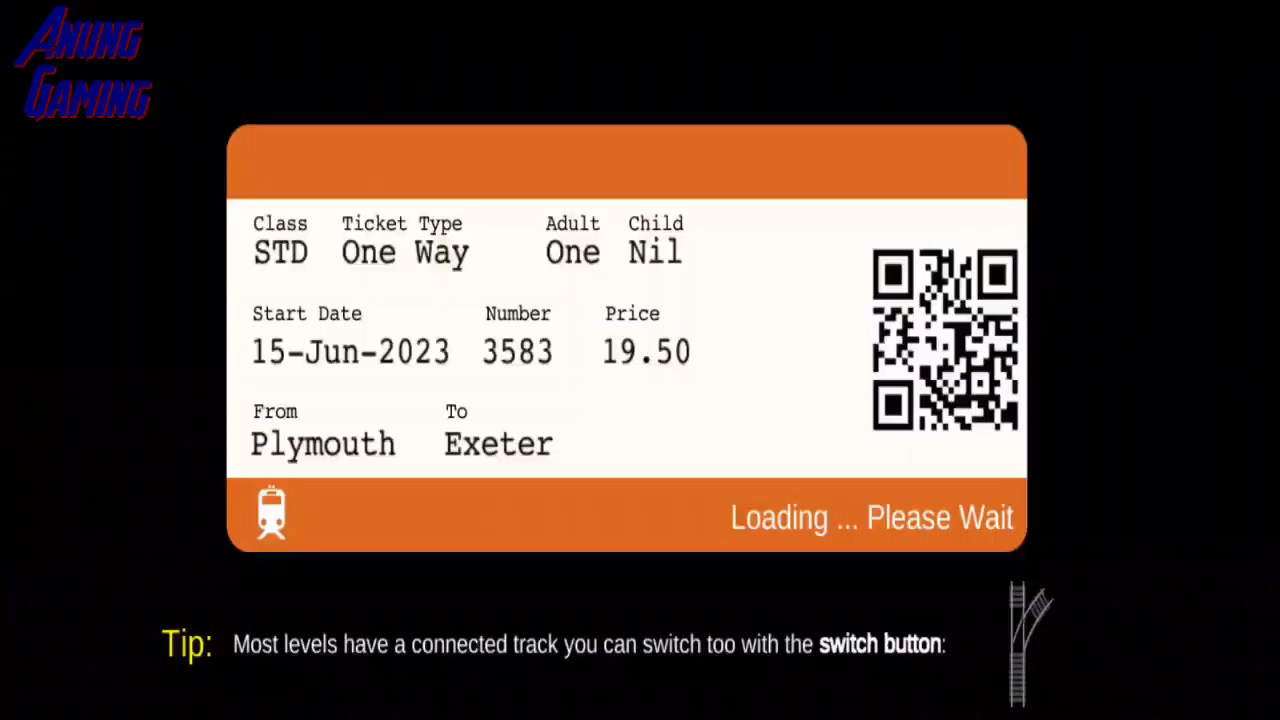 ANUNG
GAMING
Class Ticket Type Adult Child
STD One Way One Nil
Start Date Number Price
15-Jun-2023 3583 19.50
From To
Plymouth Exeter
Loading ... Please Wait
Tip: Most levels have a connected track you can switch too with the switch button: